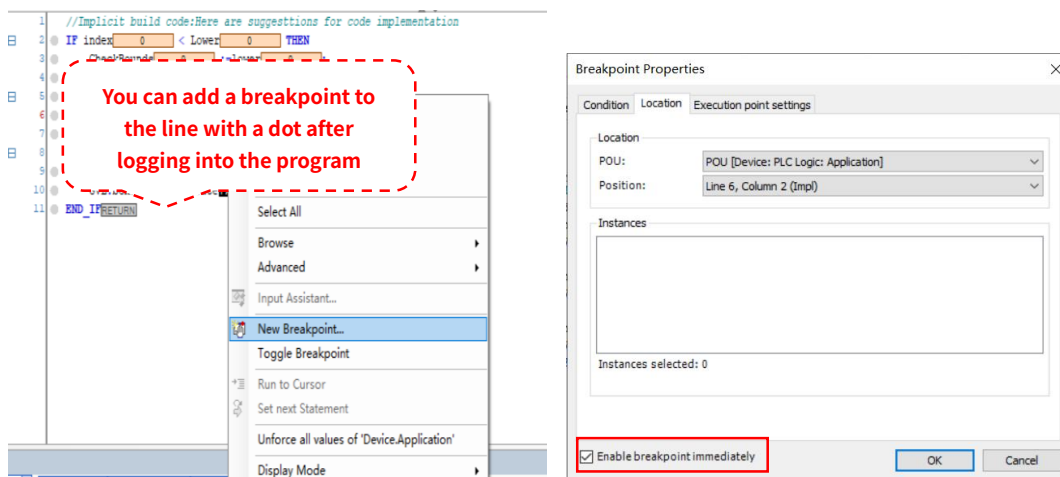 1 //Implicit build code:Here are suggesttions for code implementation
2 IF index 0 < Lower 0 THEN
3
4
5
6
7
8
9
10
11 END_IF RETURN
You can add a breakpoint to
the line with a dot after
logging into the program
Select All
Browse
Advanced
Input Assistant...
New Breakpoint...
Toggle Breakpoint
Run to Cursor
Set next Statement
Unforce all values of 'Device.Application'
Display Mode
Breakpoint Properties
Condition Location Execution point settings
Location
POU: POU [Device: PLC Logic: Application]
Position: Line 6, Column 2 (Impl)
Instances
Instances selected: 0
Enable breakpoint immediately
OK Cancel